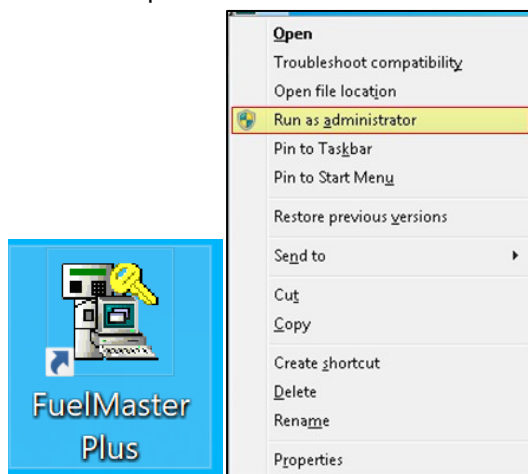 Open
Troubleshoot compatibility
Open file location
Run as administrator
Pin to Taskbar
Pin to Start Menu
Restore previous versions
Send to
Cut
Copy
Create shortcut
Delete
Rename
Properties
FuelMaster
Plus